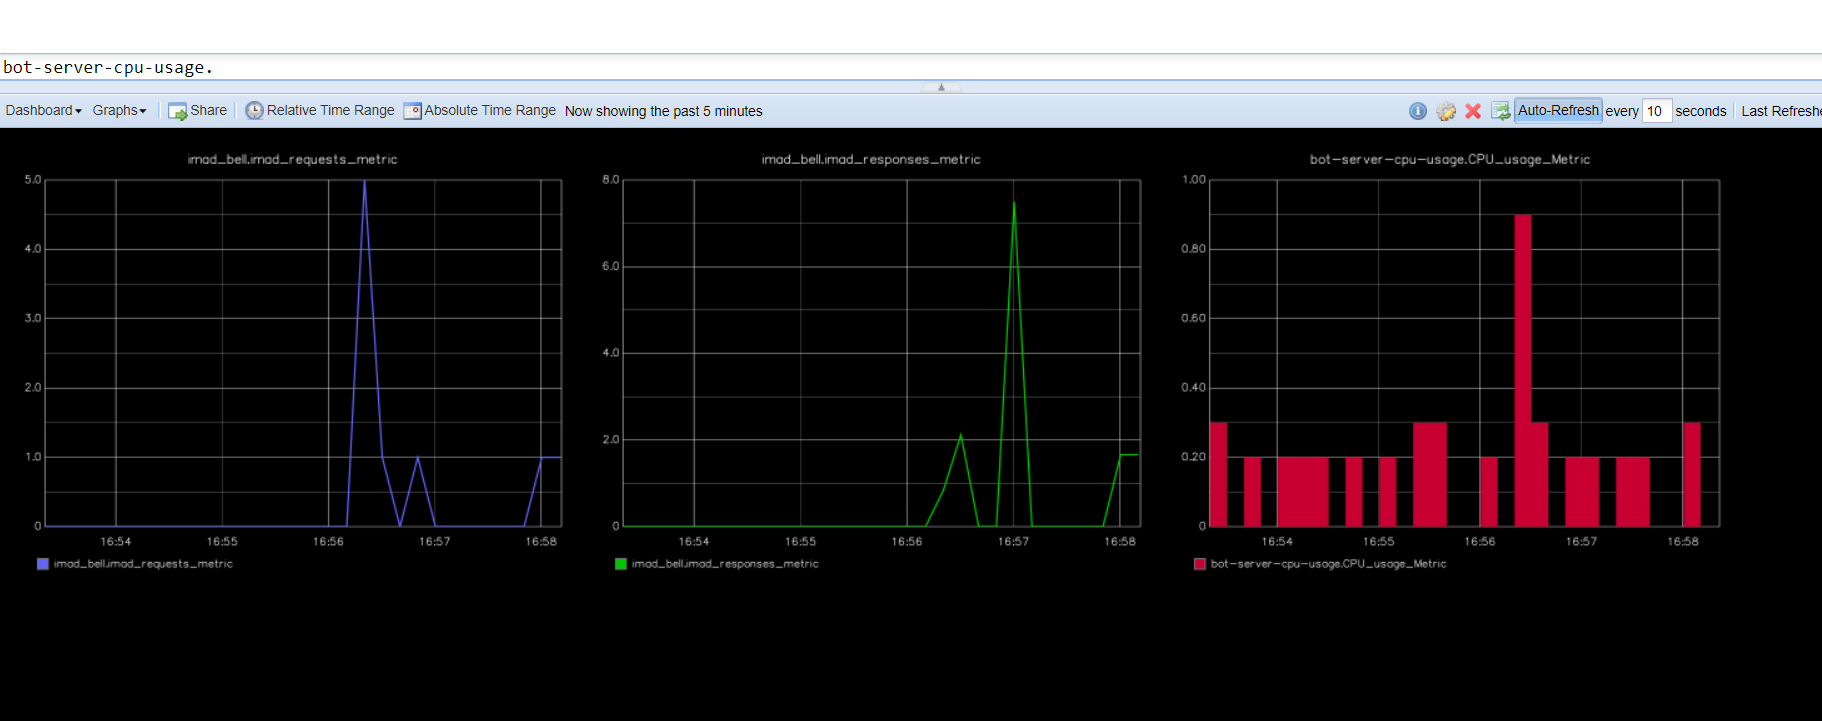 bot-server-cpu-usage.
Dashboard Graphs Share Relative Time Range Absolute Time Range Now showing the past 5 minutes Auto-Refresh every 10 seconds Last Refreshe
imad_bell.imad_requests_metric
5.0
4.0
3.0
2.0
1.0
0
16:54 16:55 16:56 16:57 16:58
imad_bell.imad_requests_metric
imad_bell.imad_responses_metric
8.0
6.0
4.0
2.0
0
16:54 16:55 16:56 16:57 16:58
imad_bell.imad_responses_metric
bot-server-cpu-usage.CPU_usage_Metric
1.00
0.80
0.60
0.40
0.20
0
16:54 16:55 16:56 16:57 16:58
bot-server-cpu-usage.CPU_usage_Metric